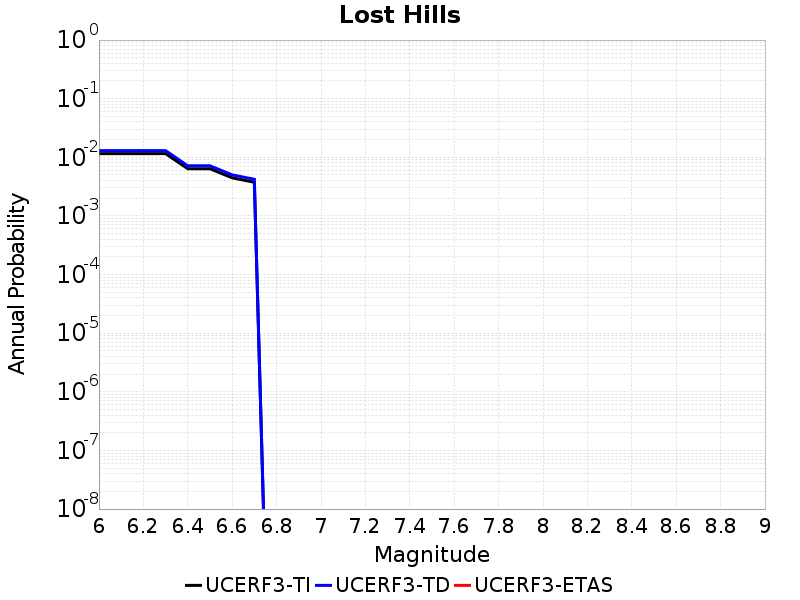 Lost Hills
10^0
10^-1
10^-2
10^-3
10^-4
10^-5
10^-6
10^-7
10^-8
Annual Probability
6 6.2 6.4 6.6 6.8 7 7.2 7.4 7.6 7.8 8 8.2 8.4 8.6 8.8 9
Magnitude
UCERF3-TI UCERF3-TD UCERF3-ETAS